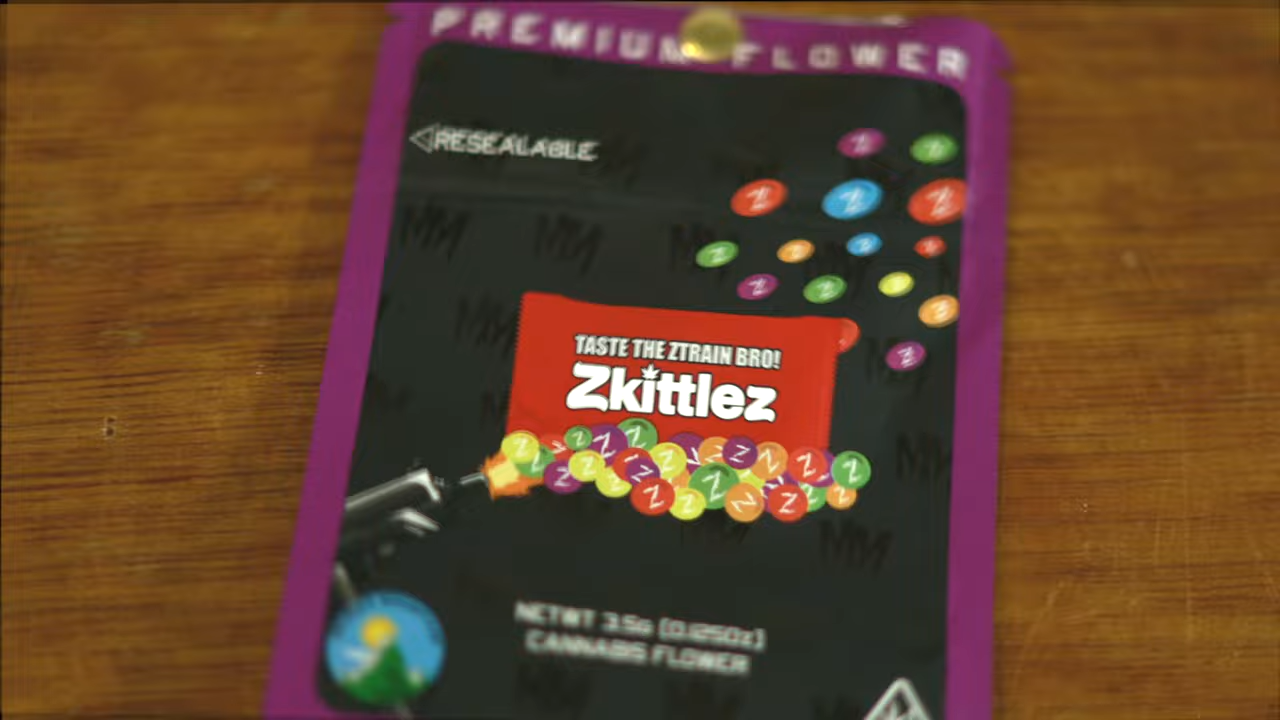 PREMIUM FLOWER
RESEALABLE
TASTE THE ZTRAIN BRO!
Zkittlez
NETWT 3.5g [0.125oz]
CANNABIS FLOWER